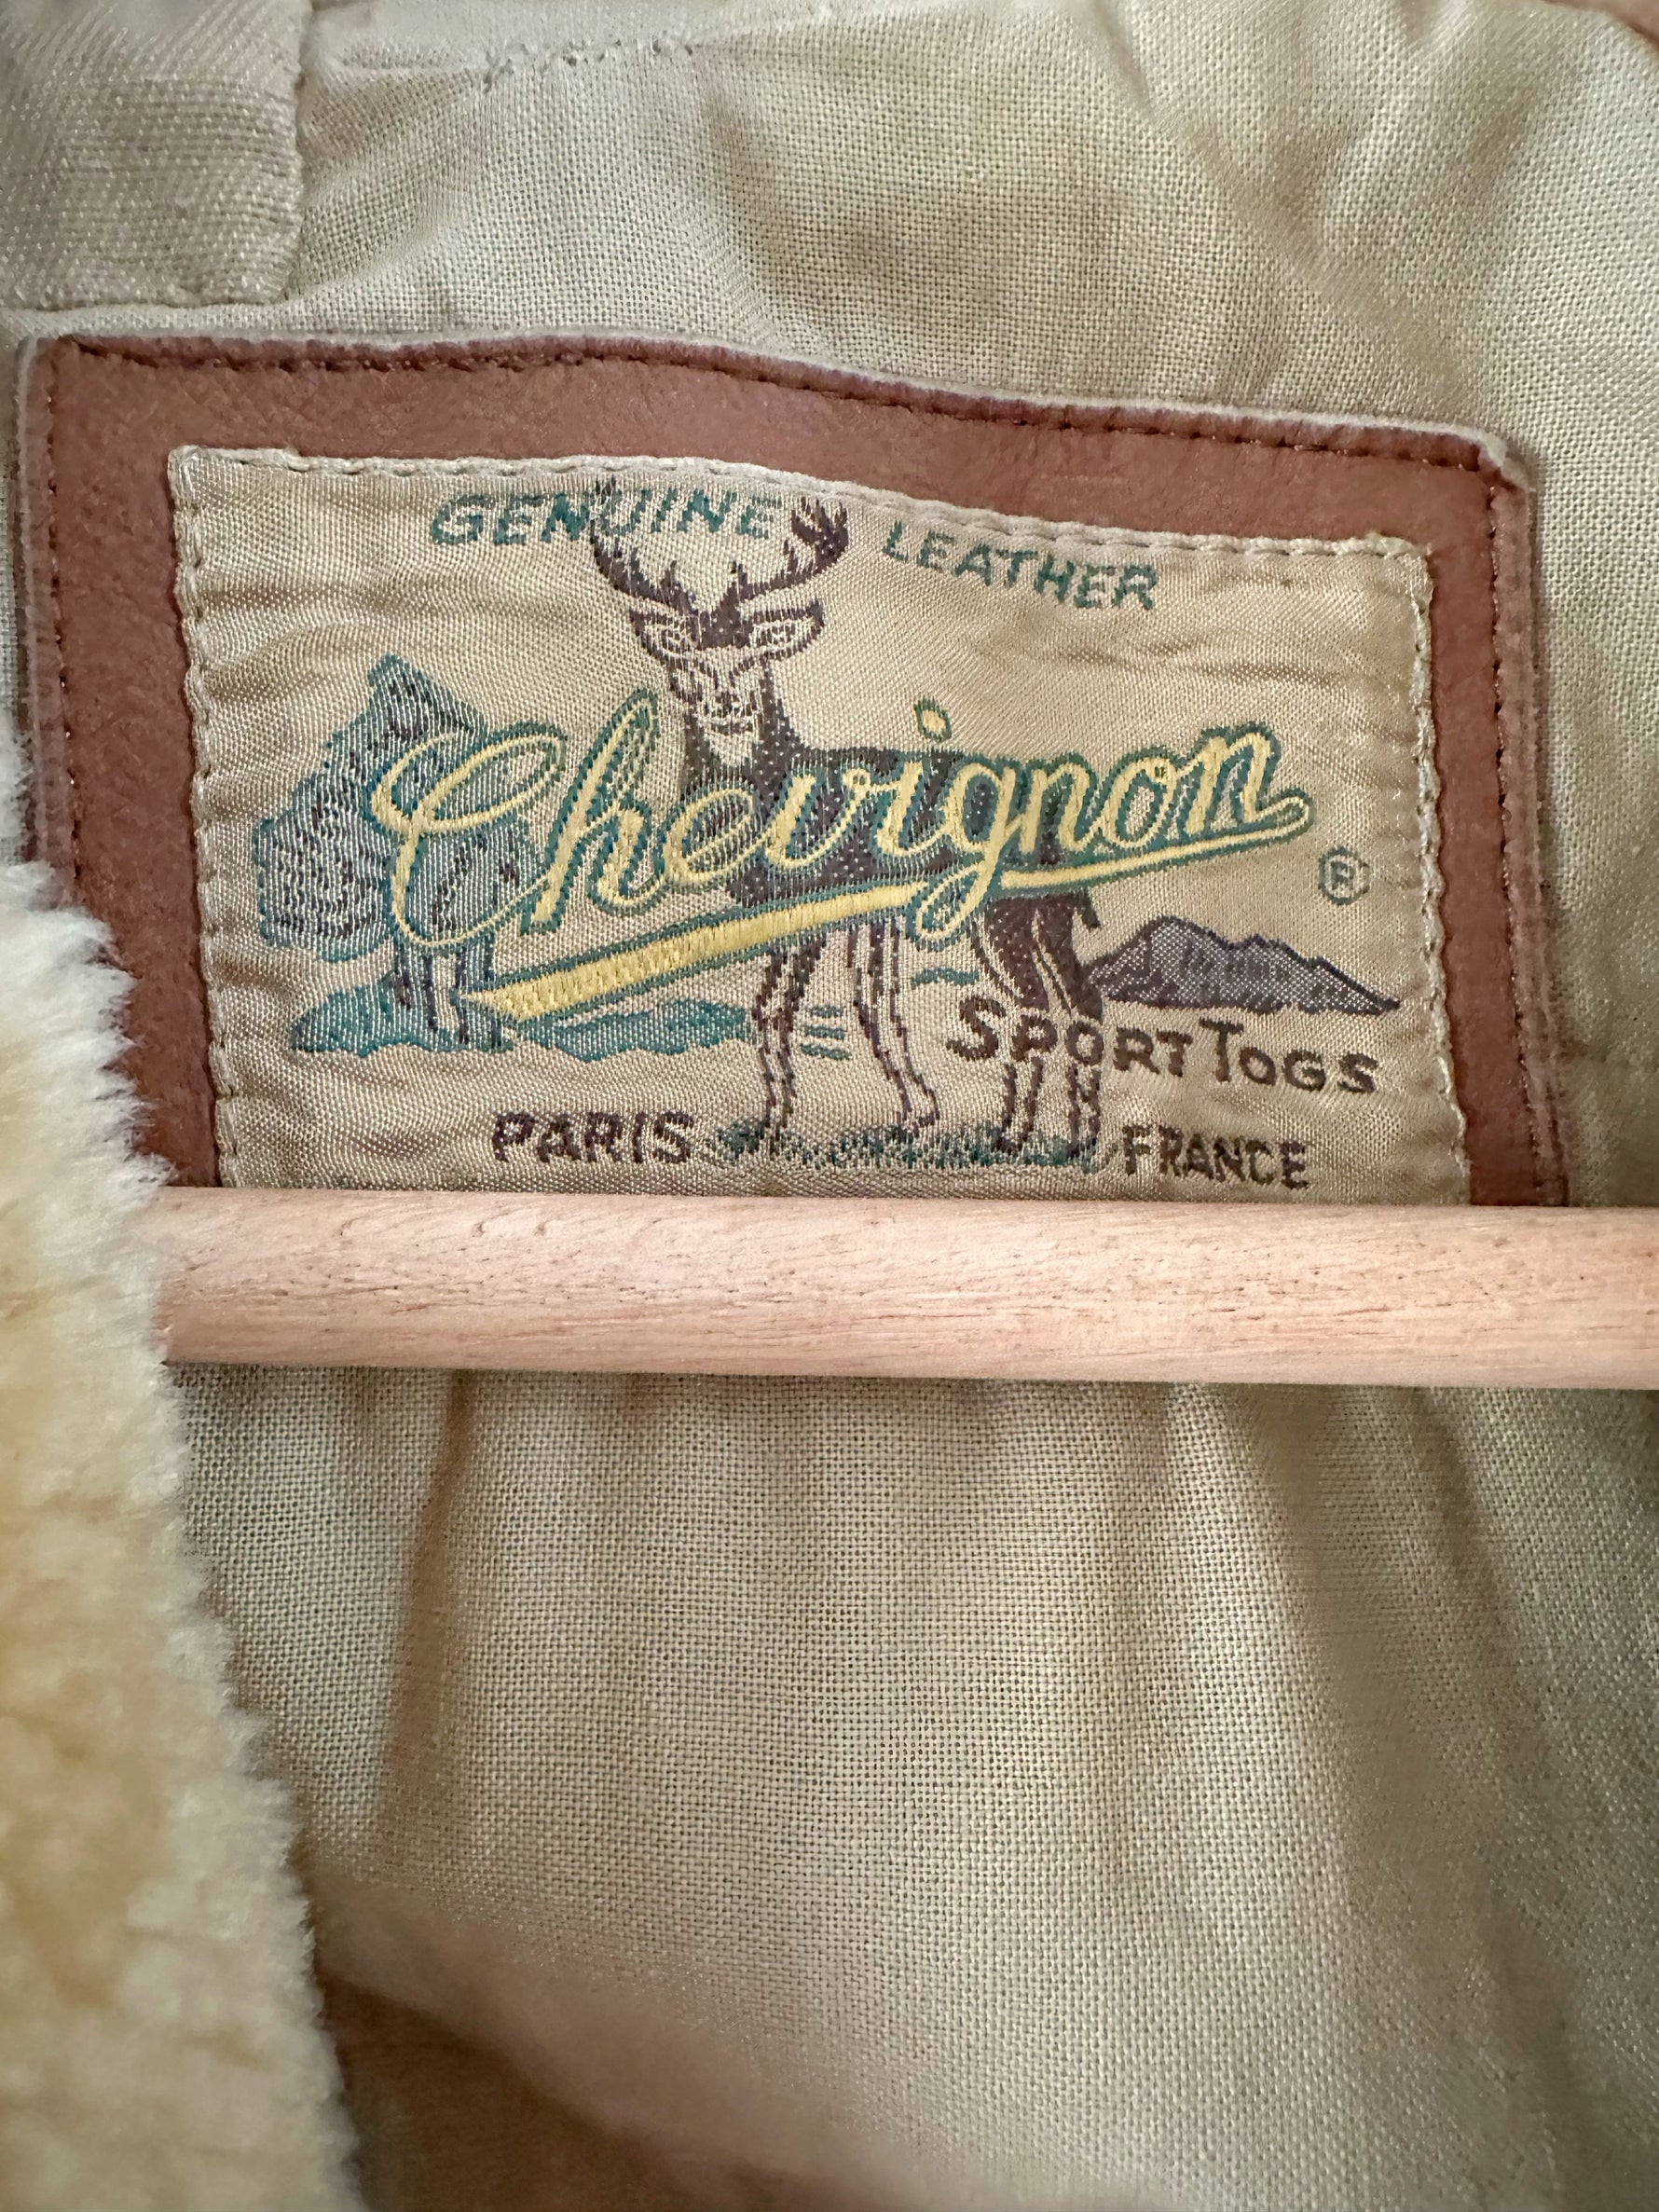 GENUINE LEATHER
Chevignon ®
SPORT TOGS
PARIS FRANCE